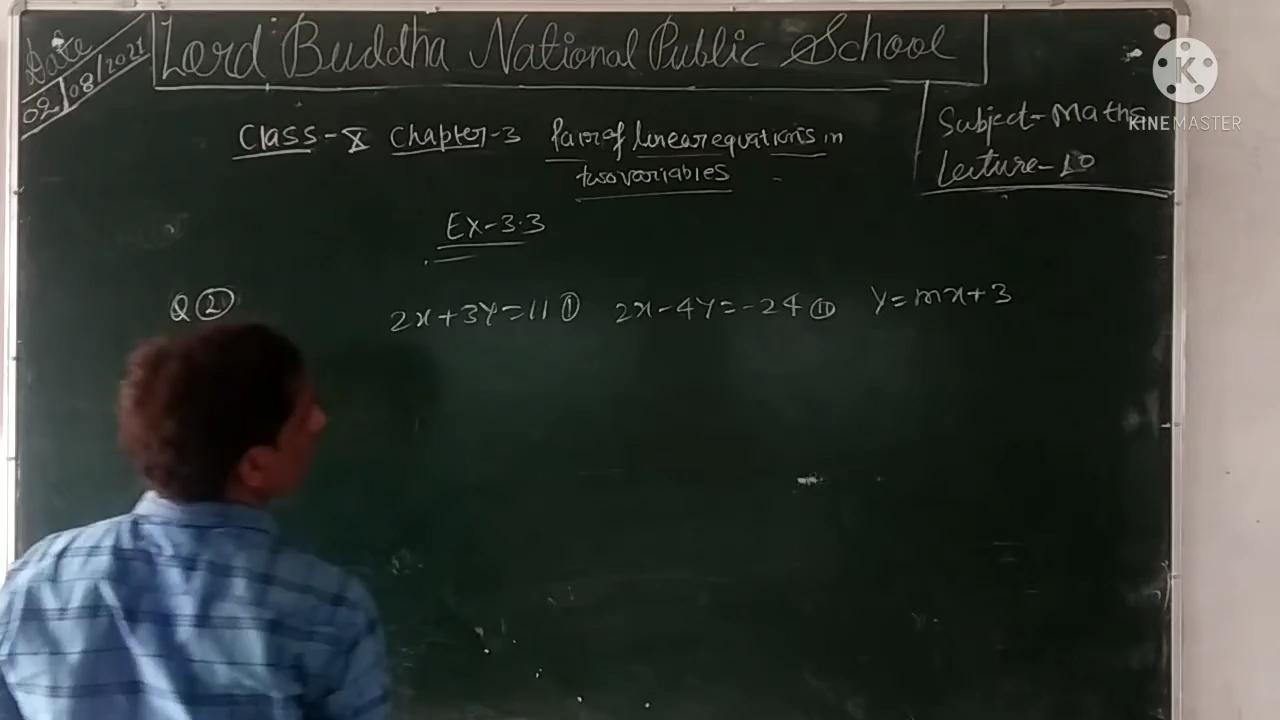 Date
02/08/2021
Lord Buddha National Public School
Subject-Maths
Lecture-10
K
KINEMASTER
Class-X Chapter-3 Pair of linear equations in
two variables
Ex-3.3
Q ② 2x+3y=11 ① 2x-4y=-24 ⑪ y=mx+3